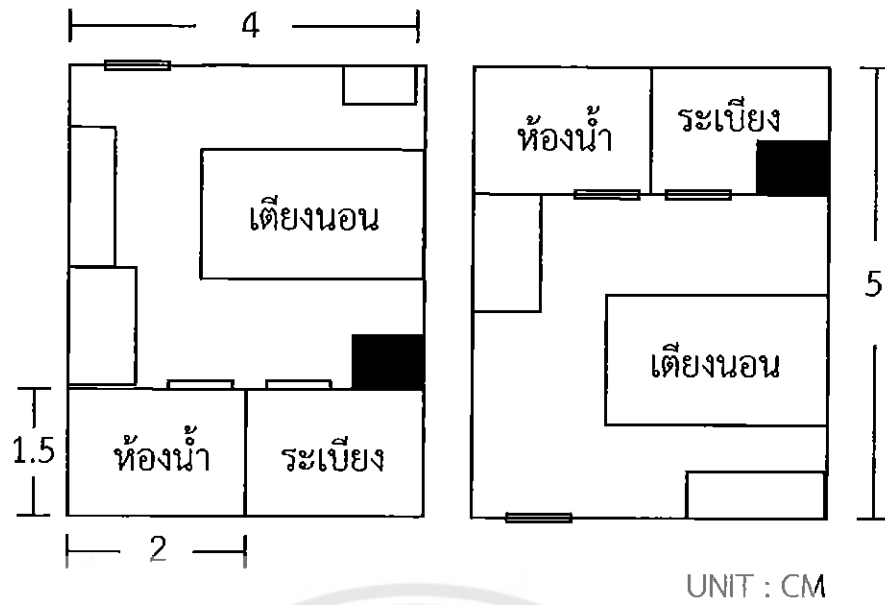 4
เตียงนอน
1.5
ห้องน้ำ
ระเบียง
2
ห้องน้ำ
ระเบียง
5
เตียงนอน
UNIT : CM